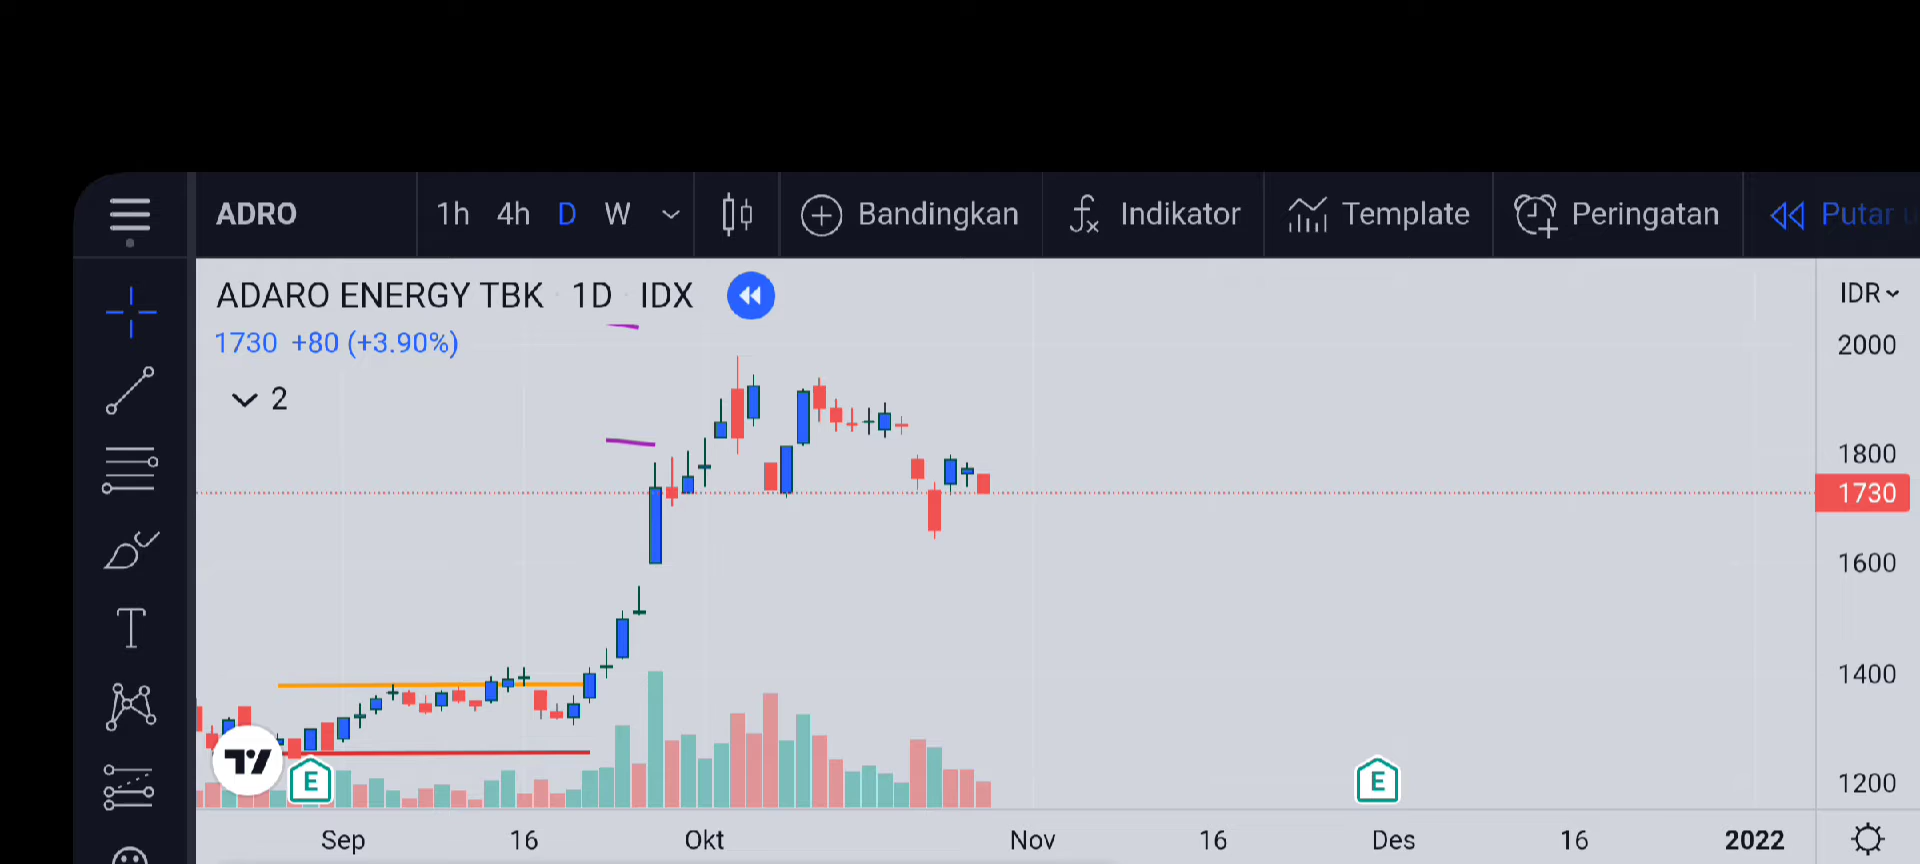 ADRO 1h 4h D W Bandingkan Indikator Template Peringatan Putar
ADARO ENERGY TBK 1D IDX
IDR
1730 +80 (+3.90%)
2
2000
1800
1730
1600
1400
1200
E
E
T
Sep 16 Okt Nov 16 Des 16 2022